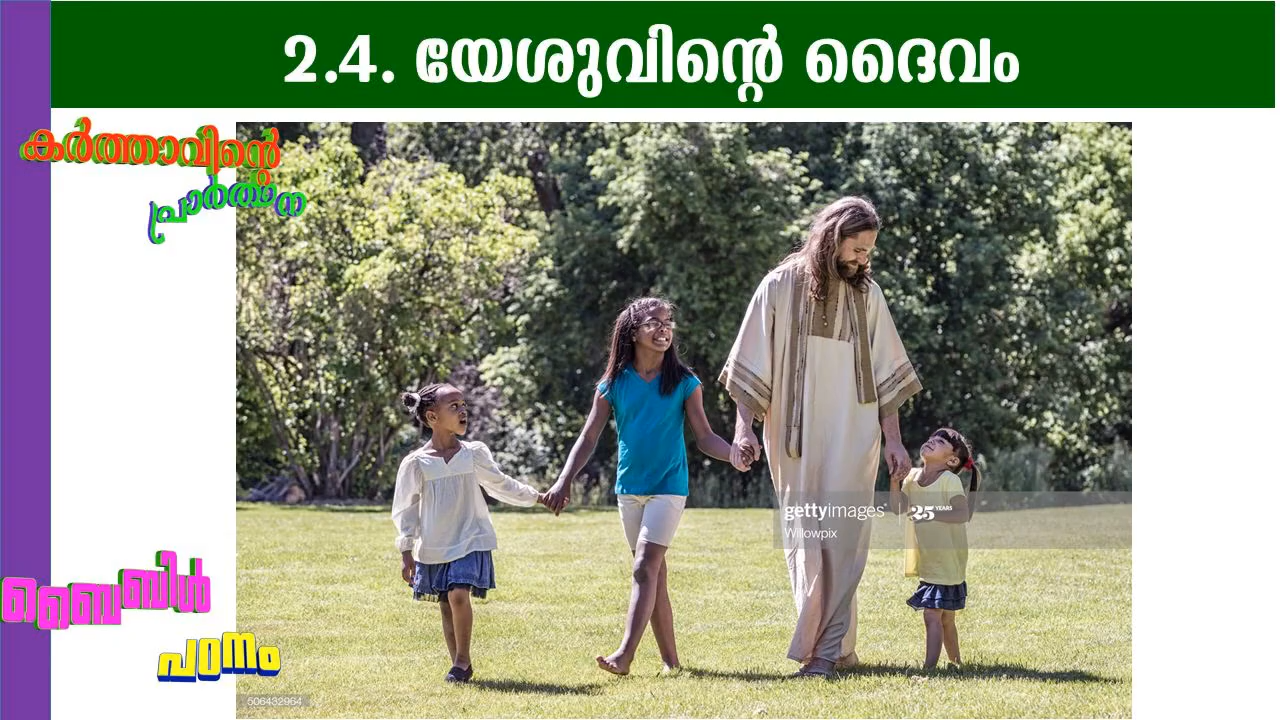 2.4. യേശുവിന്റെ ദൈവം
കർത്താവിന്റെ
പ്രാർത്ഥന
gettyimages® 25 YEARS
Willowpix
ബൈബിൾ
പഠനം
506432964